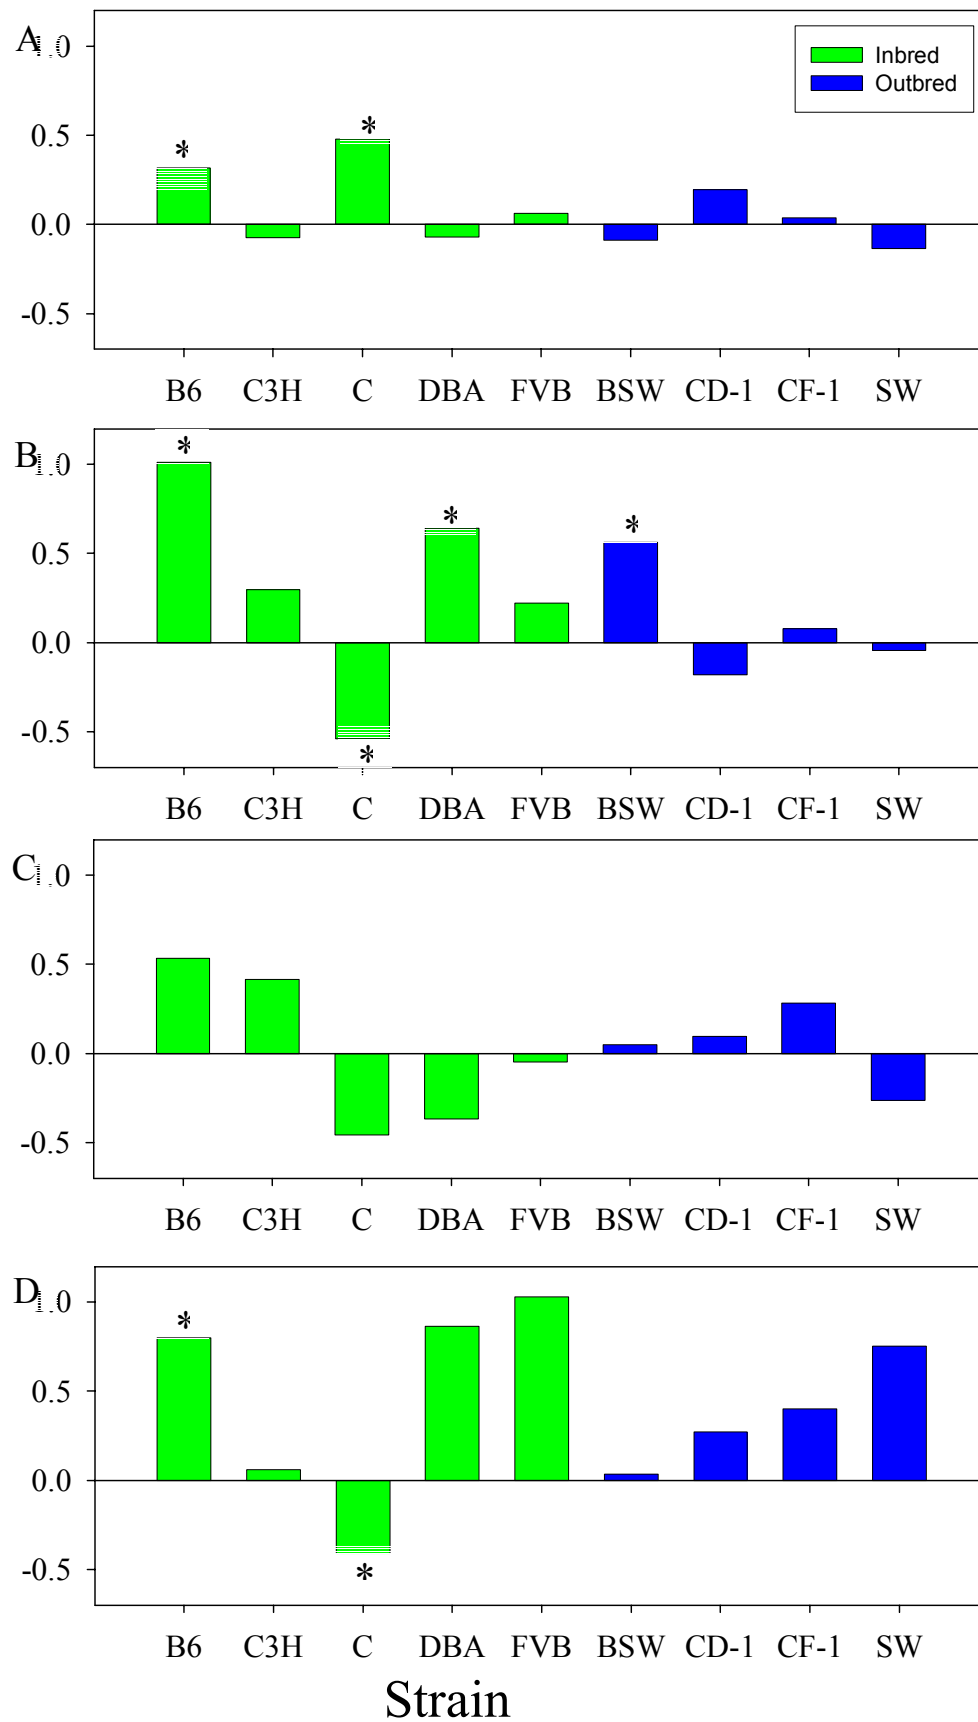 A 1.0
Inbred
Outbred
0.5
* *
0.0
-0.5
B6 C3H C DBA FVB BSW CD-1 CF-1 SW
B 1.0
*
* *
0.5
0.0
-0.5
*
B6 C3H C DBA FVB BSW CD-1 CF-1 SW
C 1.0
0.5
0.0
-0.5
B6 C3H C DBA FVB BSW CD-1 CF-1 SW
D 1.0
*
0.5
0.0
-0.5
*
B6 C3H C DBA FVB BSW CD-1 CF-1 SW
Strain